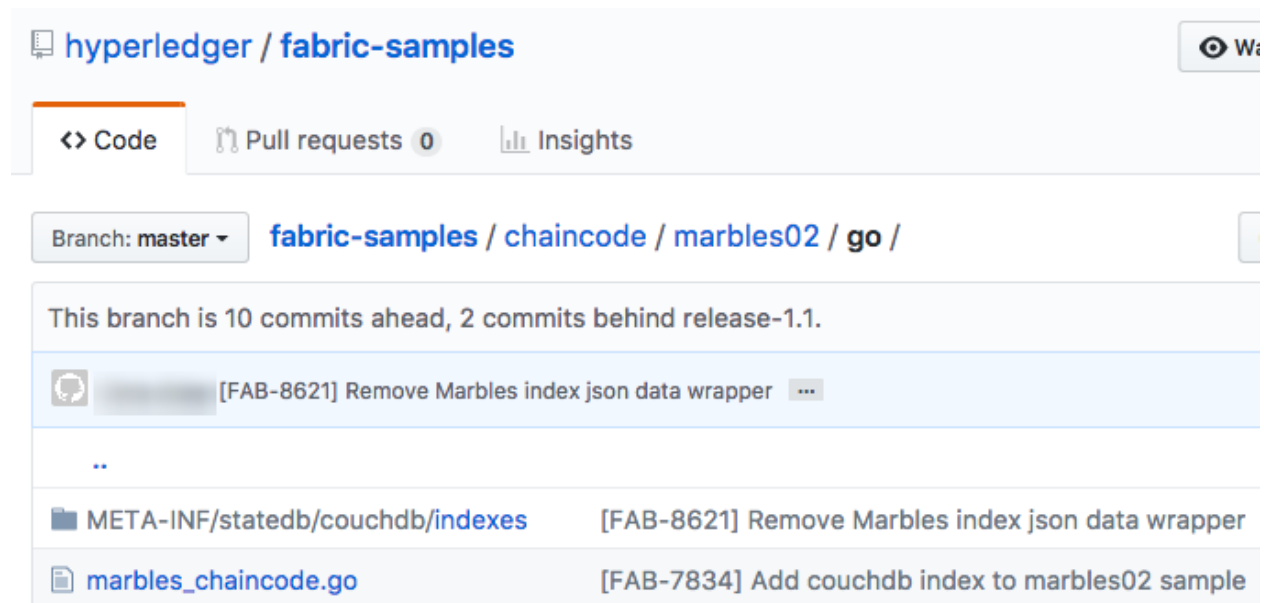 hyperledger / fabric-samples
Code Pull requests 0 Insights
Branch: master fabric-samples / chaincode / marbles02 / go /
This branch is 10 commits ahead, 2 commits behind release-1.1.
[FAB-8621] Remove Marbles index json data wrapper ...
..
META-INF/statedb/couchdb/indexes [FAB-8621] Remove Marbles index json data wrapper
marbles_chaincode.go [FAB-7834] Add couchdb index to marbles02 sample